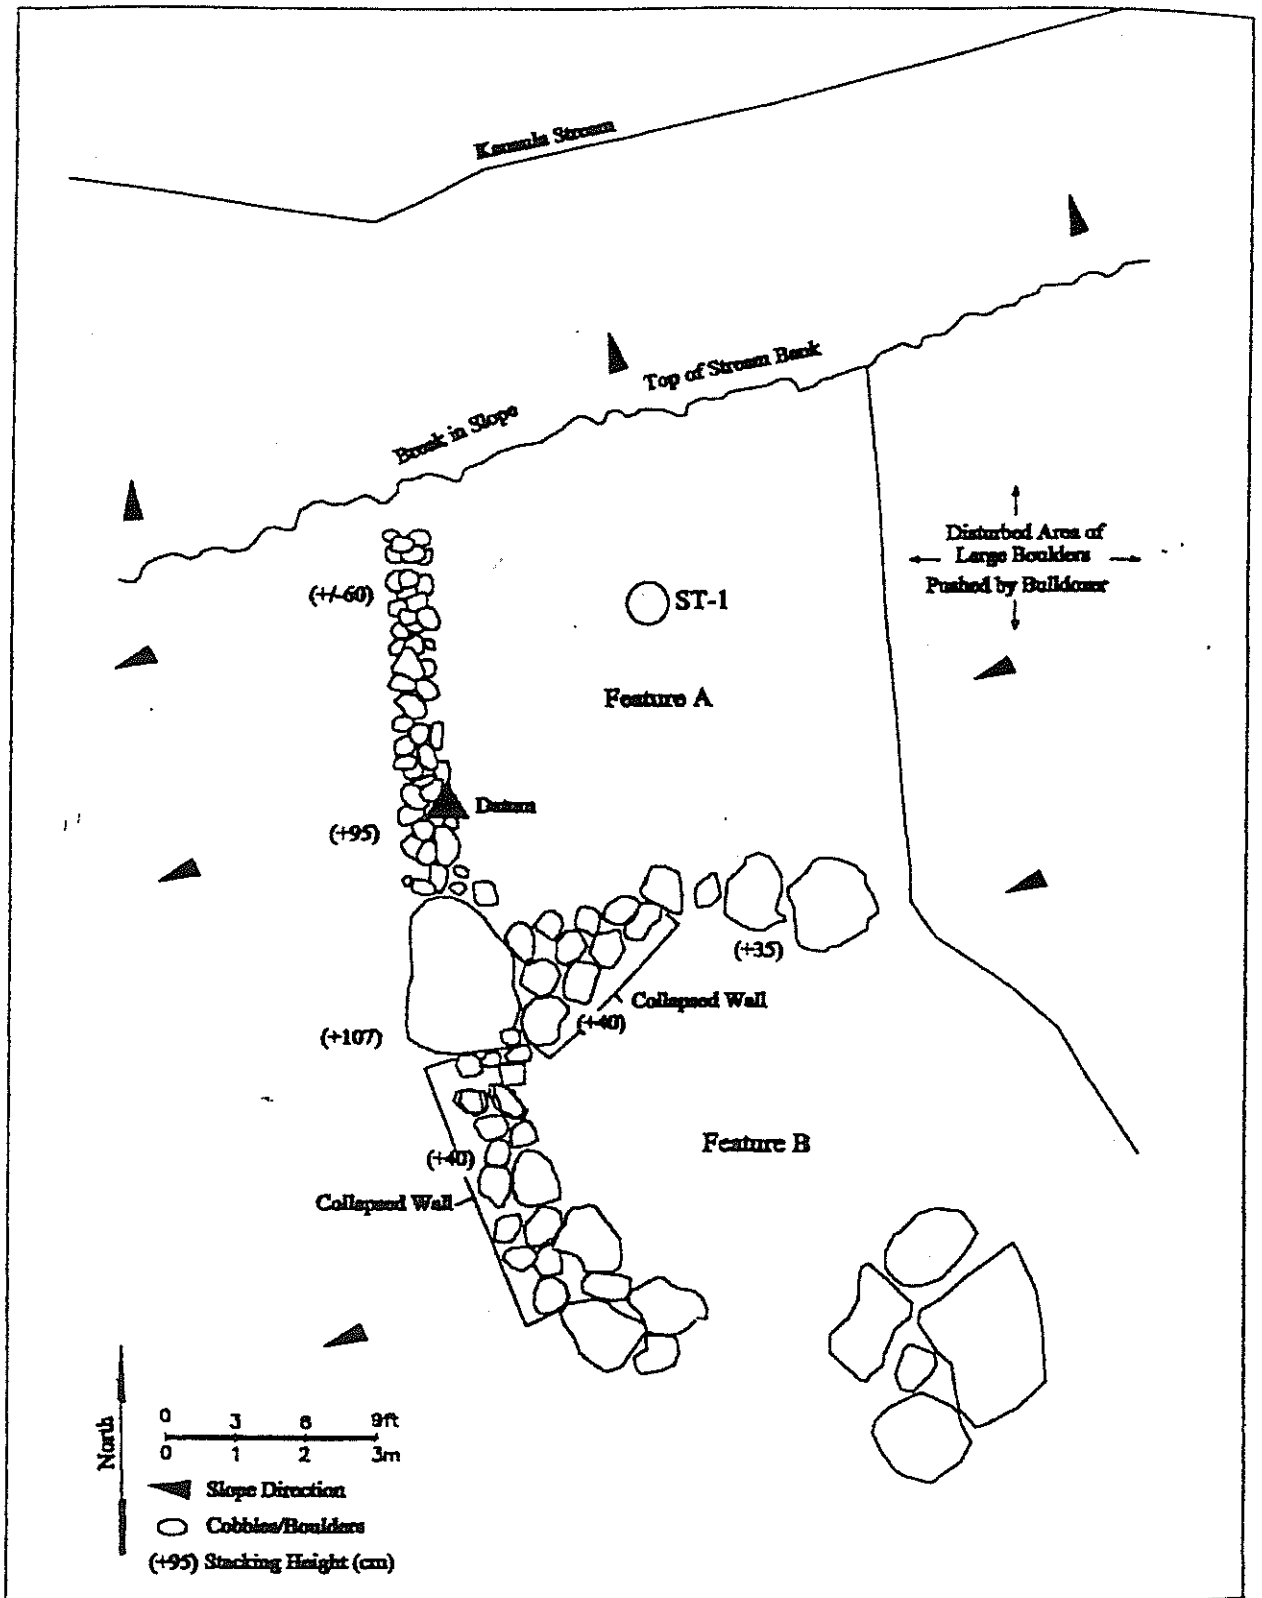 Stream
Top of Stream Bank
Break in Slope
Disturbed Area of
Large Boulders
Pushed by Bulldozer
(+/-60)
ST-1
Feature A
Datum
(+95)
(+35)
Collapsed Wall
(+40)
(+107)
Feature B
(+40)
Collapsed Wall
North
0 3 6 9ft
0 1 2 3m
Slope Direction
Cobbles/Boulders
(+95) Stacking Height (cm)